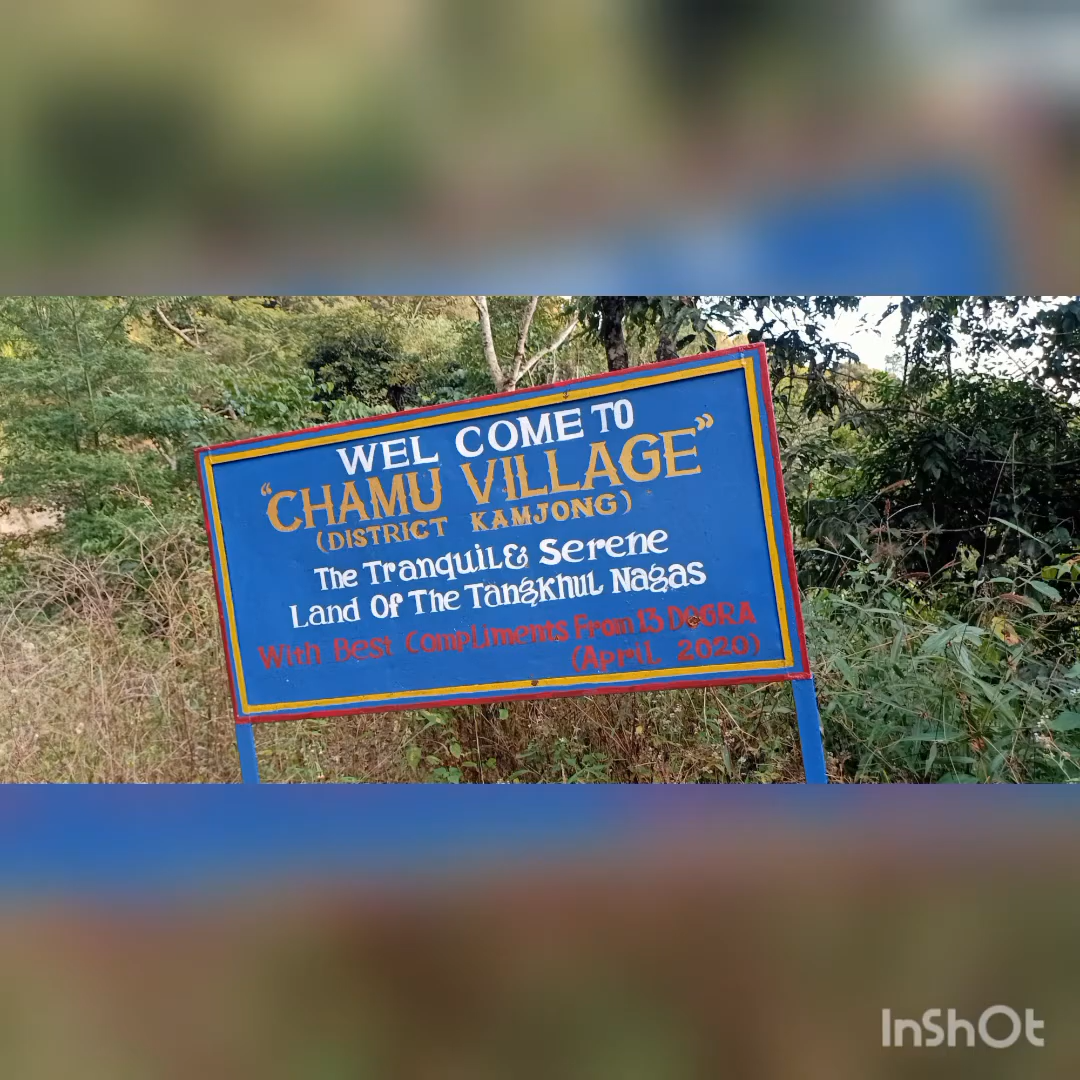 WEL COME TO
"CHAMU VILLAGE"
(DISTRICT KAMJONG)
The Tranquil & Serene
Land Of The Tangkhul Nagas
With Best Compliments From 13 DOGRA
(April, 2020)
InShOt